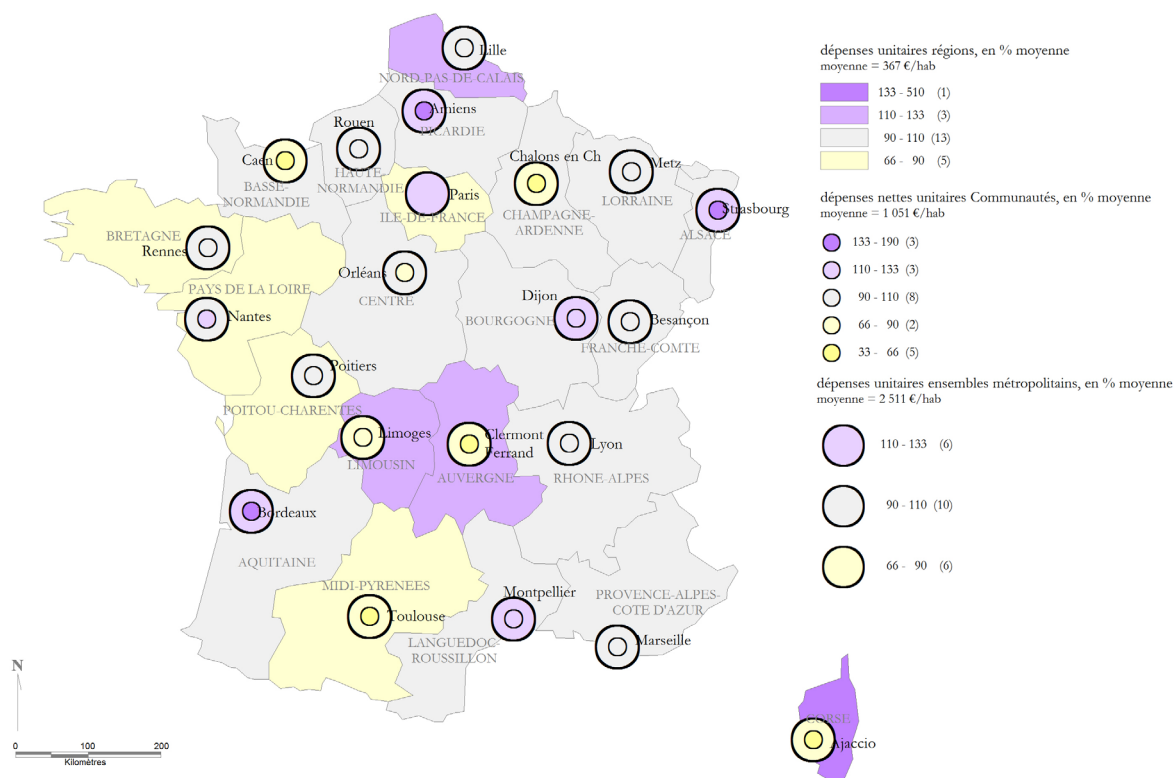 Lille
NORD-PAS-DE-CALAIS
Amiens
PICARDIE
Rouen
HAUTE-
NORMANDIE
Caen
BASSE-
NORMANDIE
Chalons en Ch
CHAMPAGNE-
ARDENNE
Metz
LORRAINE
Paris
ILE-DE-FRANCE
Strasbourg
ALSACE
BRETAGNE
Rennes
Orléans
CENTRE
PAYS DE LA LOIRE
Nantes
Dijon
BOURGOGNE
Besançon
FRANCHE-COMTE
Poitiers
POITOU-CHARENTES
Limoges
LIMOUSIN
Clermont
Ferrand
AUVERGNE
Lyon
RHONE-ALPES
Bordeaux
AQUITAINE
MIDI-PYRENEES
Toulouse
Montpellier
LANGUEDOC-
ROUSSILLON
PROVENCE-ALPES-
COTE D'AZUR
Marseille
CORSE
Ajaccio
N
0 100 200
Kilomètres
dépenses unitaires régions, en % moyenne
moyenne = 367 €/hab
133 - 510 (1)
110 - 133 (3)
90 - 110 (13)
66 - 90 (5)
dépenses nettes unitaires Communautés, en % moyenne
moyenne = 1 051 €/hab
133 - 190 (3)
110 - 133 (3)
90 - 110 (8)
66 - 90 (2)
33 - 66 (5)
dépenses unitaires ensembles métropolitains, en % moyenne
moyenne = 2 511 €/hab
110 - 133 (6)
90 - 110 (10)
66 - 90 (6)